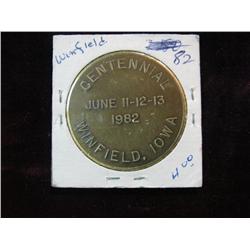 Winfield
82
CENTENNIAL
JUNE 11-12-13
1982
WINFIELD, IOWA
4.00